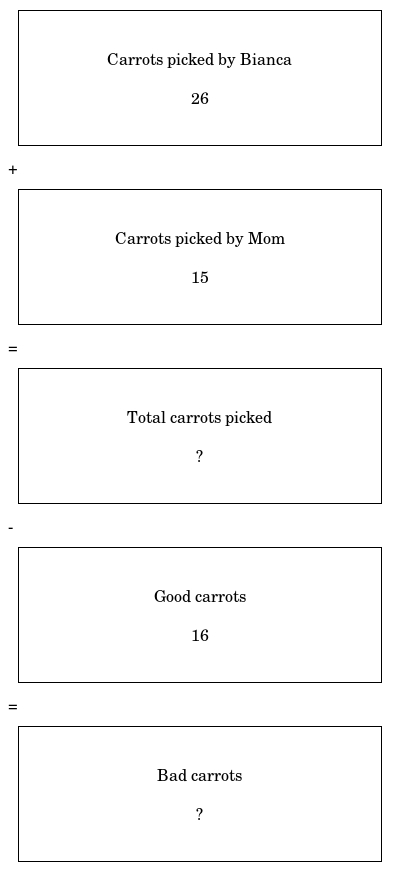 Carrots picked by Bianca
26
+
Carrots picked by Mom
15
=
Total carrots picked
?
-
Good carrots
16
=
Bad carrots
?